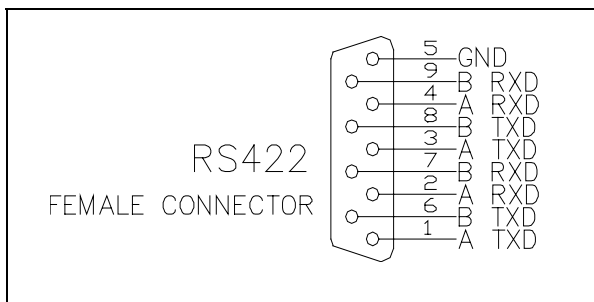 5 GND
9 B RXD
4 A RXD
8 B TXD
3 A TXD
7 B RXD
2 A RXD
6 B TXD
1 A TXD
RS422
FEMALE CONNECTOR